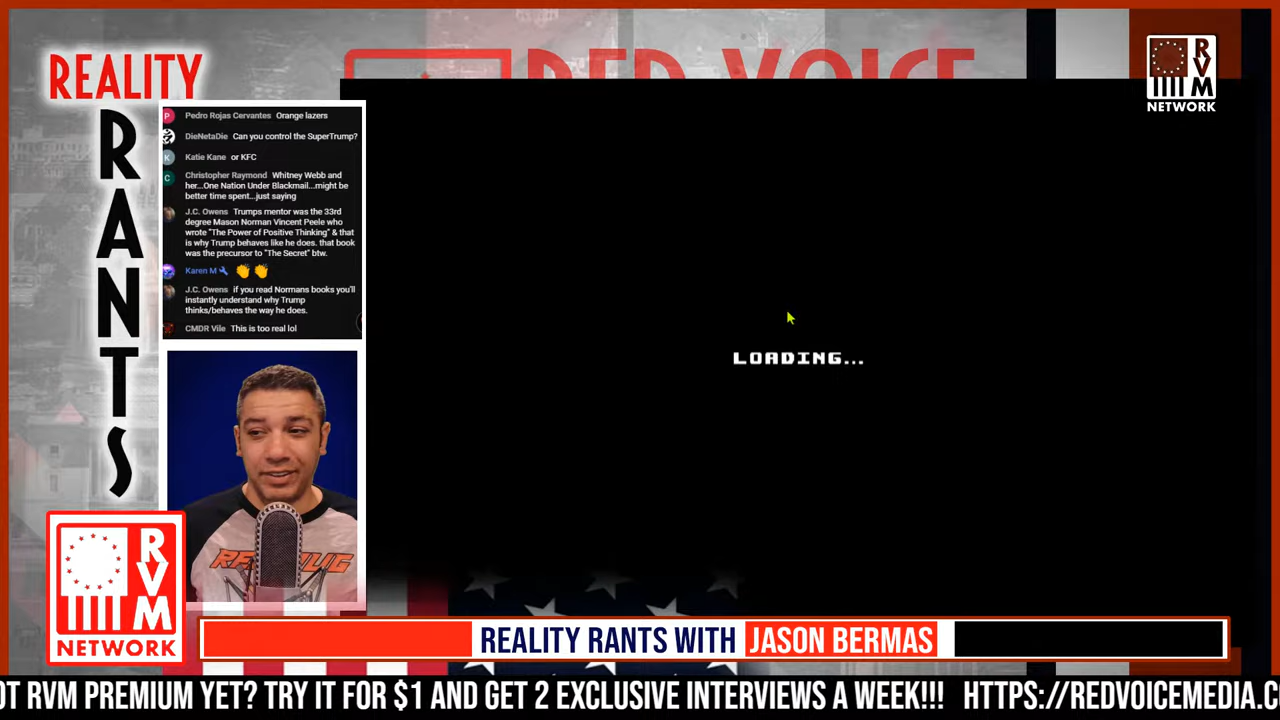 RED VOICE
REALITY
RANTS
RVM
NETWORK
Pedro Rojas Cervantes Orange lazers
DieNetaDie Can you control the SuperTrump?
Katie Kane or KFC
Christopher Raymond Whitney Webb and
her...One Nation Under Blackmail...might be
better time spent...just saying
J.C. Owens Trumps mentor was the 33rd
degree Mason Norman Vincent Peele who
wrote "The Power of Positive Thinking" & that
is why Trump behaves like he does. that book
was the precursor to "The Secret" btw.
Karen M
J.C. Owens if you read Normans books you'll
instantly understand why Trump
thinks/behaves the way he does.
CMDR Vile This is too real lol
LOADING...
RVM
NETWORK
REALITY RANTS WITH JASON BERMAS
OT RVM PREMIUM YET? TRY IT FOR $1 AND GET 2 EXCLUSIVE INTERVIEWS A WEEK!!! HTTPS://REDVOICEMEDIA.C